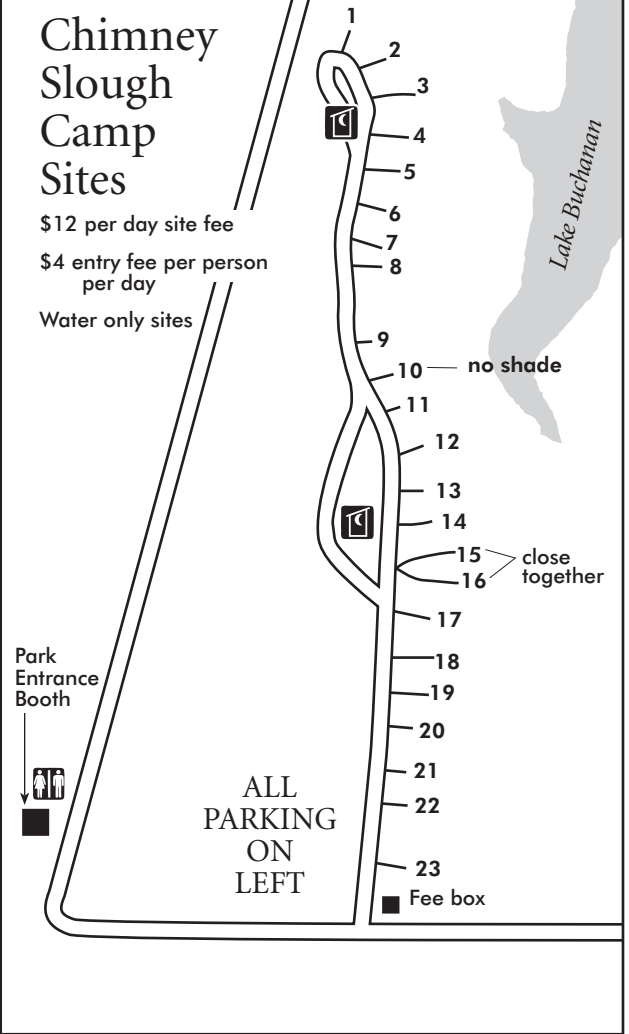 Chimney
Slough
Camp
Sites
$12 per day site fee
$4 entry fee per person
per day
Water only sites
1
2
3
4
5
6
7
8
9
10
no shade
11
12
13
14
15
16
close
together
17
18
19
20
21
22
23
Lake Buchanan
Park
Entrance
Booth
ALL
PARKING
ON
LEFT
Fee box